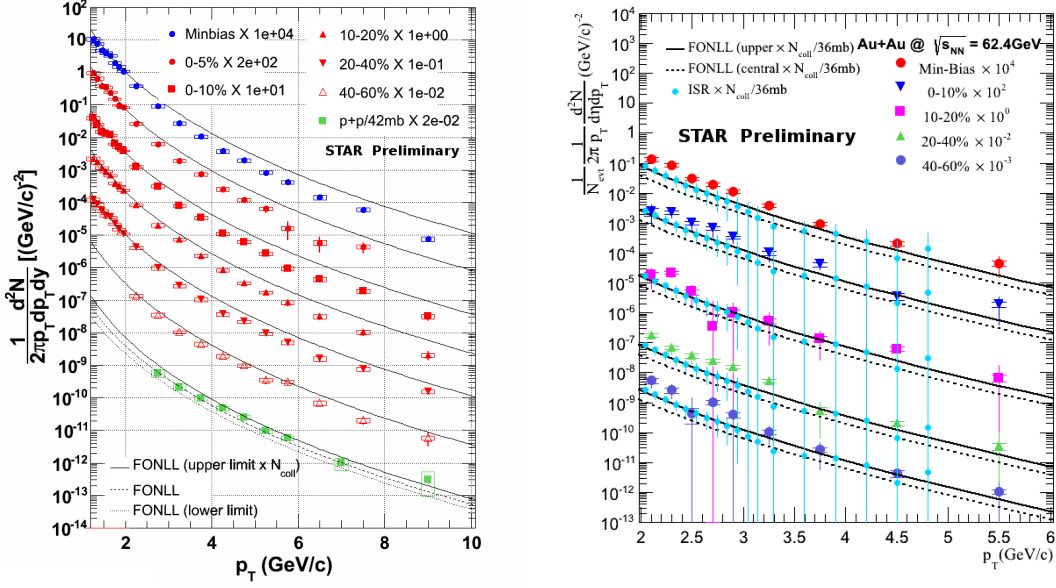 10^3
10^2
10
1
10^-1
10^-2
10^-3
10^-4
10^-5
10^-6
10^-7
10^-8
10^-9
10^-10
10^-11
10^-12
10^-13
10^-14
1/(2πp_T) d^2N/(dp_T dy) [(GeV/c)^-2]
Minbias X 1e+04
0-5% X 2e+02
0-10% X 1e+01
10-20% X 1e+00
20-40% X 1e-01
40-60% X 1e-02
p+p/42mb X 2e-02
STAR Preliminary
FONLL (upper limit x N_coll)
FONLL
FONLL (lower limit)
2 4 6 8 10
p_T (GeV/c)
10^4
10^3
10^2
10
1
10^-1
10^-2
10^-3
10^-4
10^-5
10^-6
10^-7
10^-8
10^-9
10^-10
10^-11
10^-12
10^-13
1/N_evt 1/2π 1/p_T d^2N/dηdp_T (GeV/c)^-2
FONLL (upper × N_coll/36mb)
FONLL (central × N_coll/36mb)
ISR × N_coll/36mb
Au+Au @ √s_NN = 62.4GeV
Min-Bias × 10^4
0-10% × 10^2
10-20% × 10^0
20-40% × 10^-2
40-60% × 10^-3
STAR Preliminary
2 2.5 3 3.5 4 4.5 5 5.5 6
p_T(GeV/c)